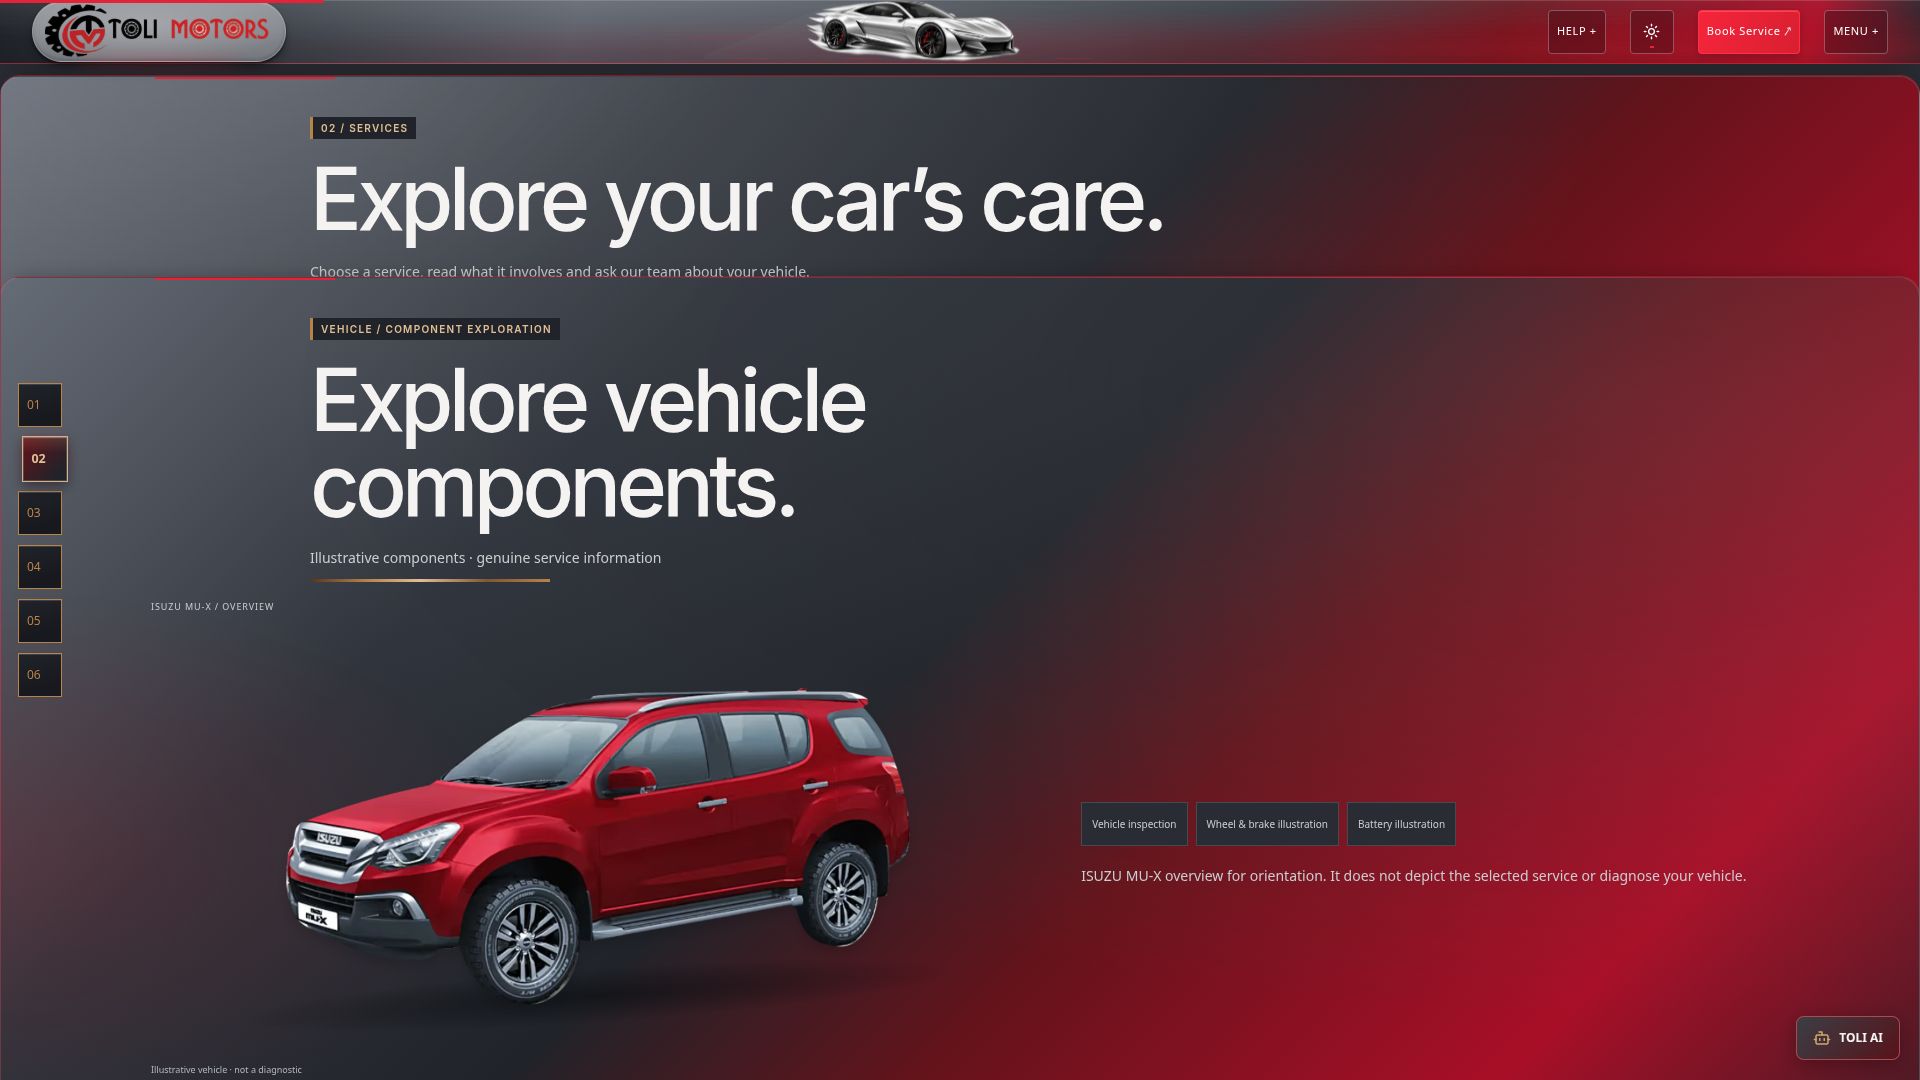 TOLI MOTORS
HELP +
Book Service ↗
MENU +
02 / SERVICES
Explore your car’s care.
Choose a service, read what it involves and ask our team about your vehicle.
VEHICLE / COMPONENT EXPLORATION
Explore vehicle
components.
Illustrative components · genuine service information
01
02
03
04
05
06
ISUZU MU-X / OVERVIEW
ISUZU
mu-X
Vehicle inspection
Wheel & brake illustration
Battery illustration
ISUZU MU-X overview for orientation. It does not depict the selected service or diagnose your vehicle.
TOLI AI
Illustrative vehicle · not a diagnostic